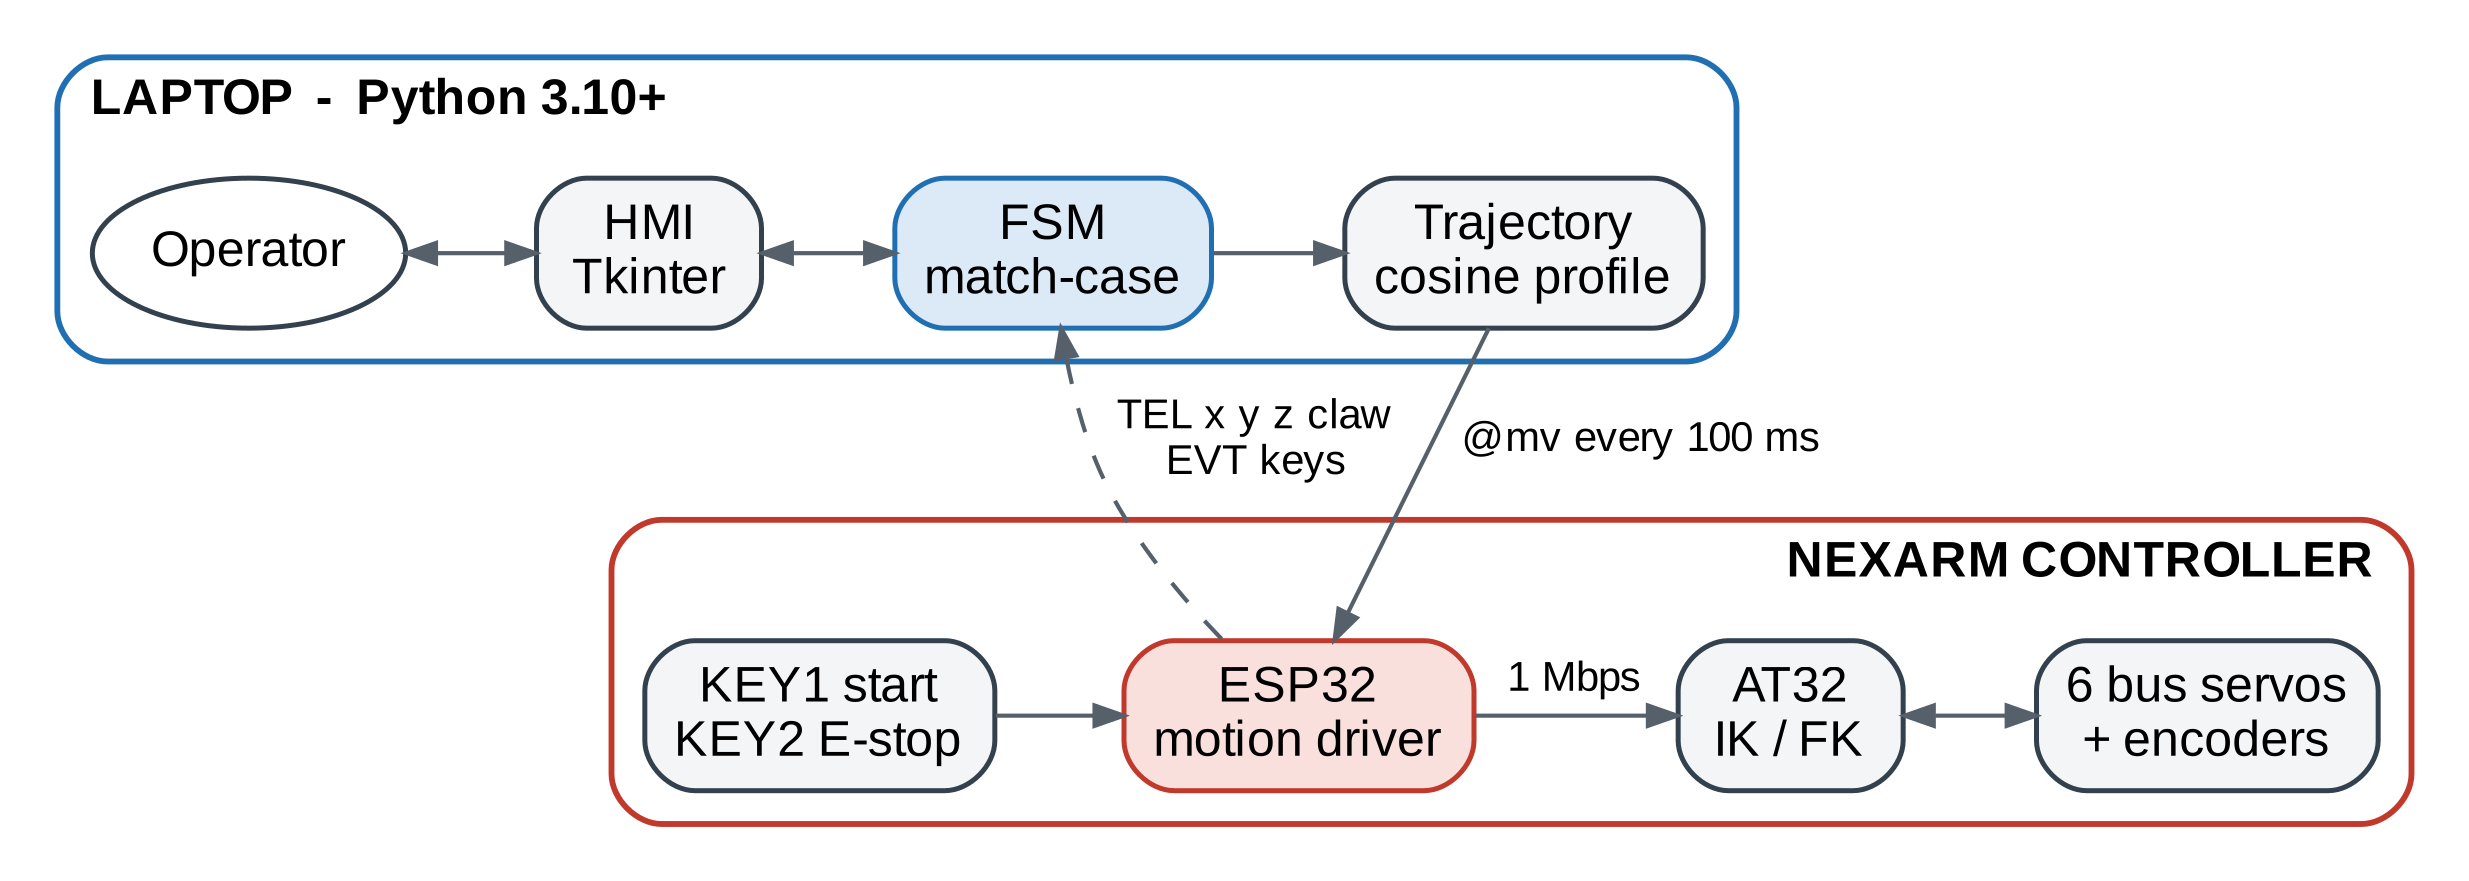 LAPTOP - Python 3.10+
Operator
HMI
Tkinter
FSM
match-case
Trajectory
cosine profile
TEL x y z claw
EVT keys
@mv every 100 ms
NEXARM CONTROLLER
KEY1 start
KEY2 E-stop
ESP32
motion driver
1 Mbps
AT32
IK / FK
6 bus servos
+ encoders